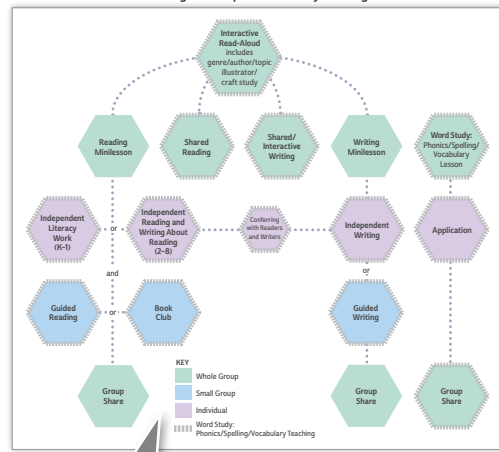 Interactive
Read-Aloud
includes
genre/author/topic
illustrator/
craft study
Reading
Minilesson
Shared
Reading
Shared/
Interactive
Writing
Writing
Minilesson
Word Study:
Phonics/Spelling/
Vocabulary
Lesson
Independent
Literacy
Work
(K–1)
or
Independent
Reading and
Writing About
Reading
(2–8)
Conferring
with Readers
and Writers
Independent
Writing
Application
and
or
Guided
Reading
or
Book
Club
Guided
Writing
Group
Share
KEY
Whole Group
Small Group
Individual
Word Study:
Phonics/Spelling/Vocabulary Teaching
Group
Share
Group
Share